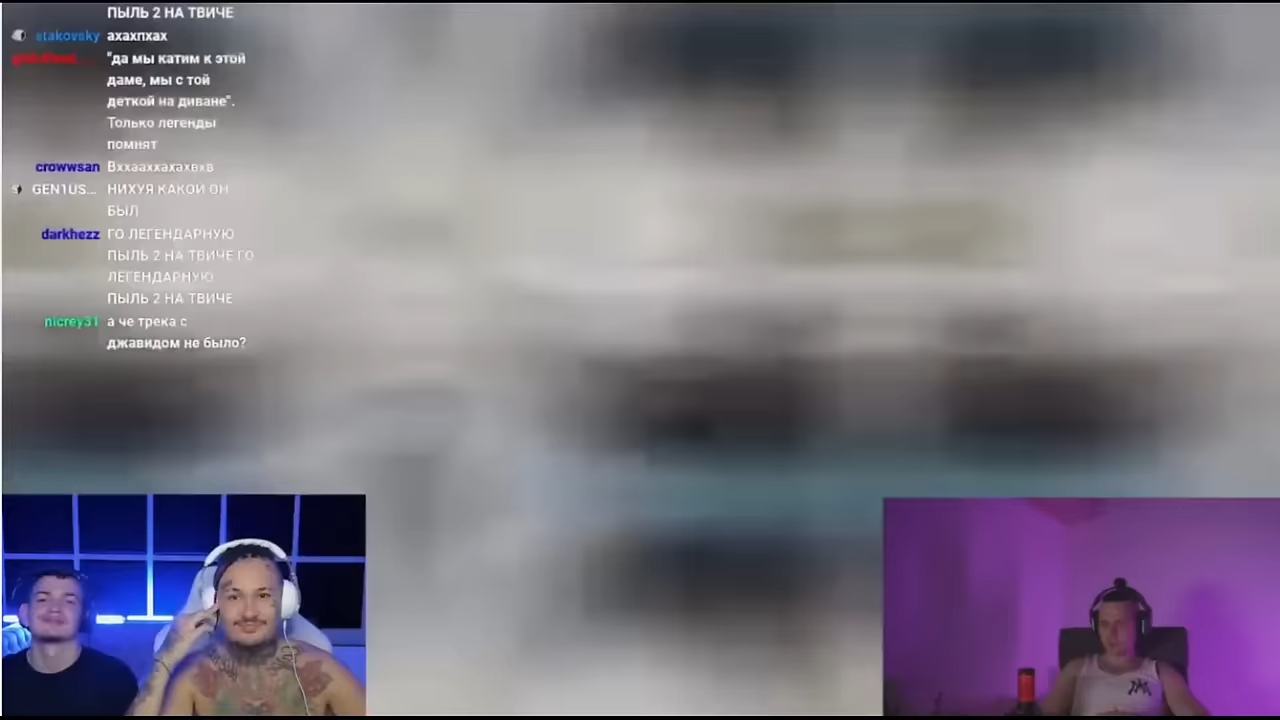 ПЫЛЬ 2 НА ТВИЧЕ
stakovsky ахахпхах
"да мы катим к этой
даме, мы с той
деткой на диване".
Только легенды
помнят
crowwsan Вххааххахахвхв
GEN1US... НИХУЯ КАКОЙ ОН
БЫЛ
darkhezz ГО ЛЕГЕНДАРНУЮ
ПЫЛЬ 2 НА ТВИЧЕ ГО
ЛЕГЕНДАРНУЮ
ПЫЛЬ 2 НА ТВИЧЕ
nicrey31 а че трека с
джавидом не было?